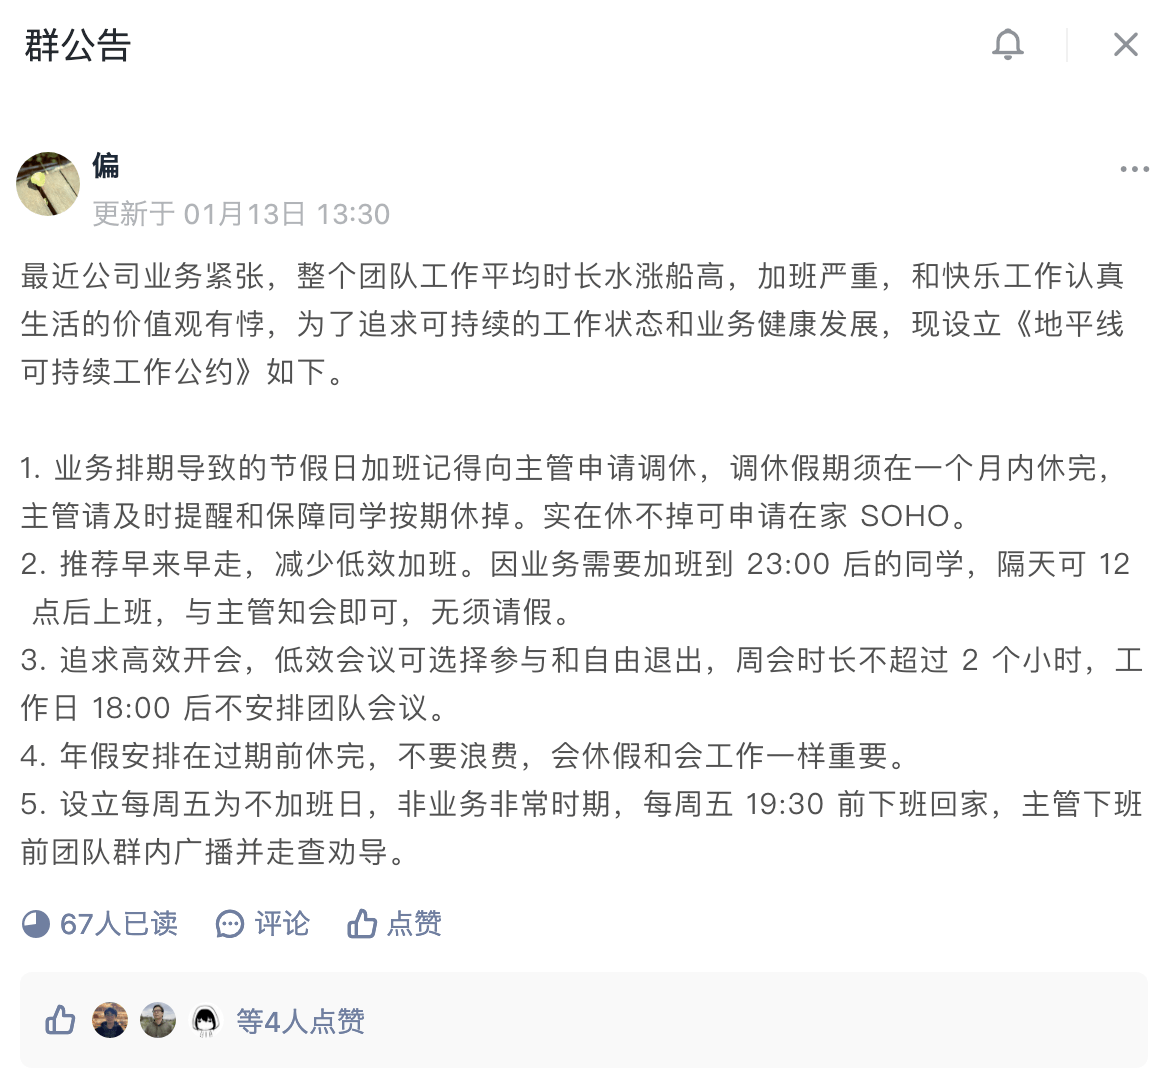 群公告
偏
更新于 01月13日 13:30
最近公司业务紧张，整个团队工作平均时长水涨船高，加班严重，和快乐工作认真
生活的价值观有悖，为了追求可持续的工作状态和业务健康发展，现设立《地平线
可持续工作公约》如下。
1. 业务排期导致的节假日加班记得向主管申请调休，调休假期须在一个月内休完，
主管请及时提醒和保障同学按期休掉。实在休不掉可申请在家 SOHO。
2. 推荐早来早走，减少低效加班。因业务需要加班到 23:00 后的同学，隔天可 12
点后上班，与主管知会即可，无须请假。
3. 追求高效开会，低效会议可选择参与和自由退出，周会时长不超过 2 个小时，工
作日 18:00 后不安排团队会议。
4. 年假安排在过期前休完，不要浪费，会休假和会工作一样重要。
5. 设立每周五为不加班日，非业务非常时期，每周五 19:30 前下班回家，主管下班
前团队群内广播并走查劝导。
67人已读 评论 点赞
等4人点赞